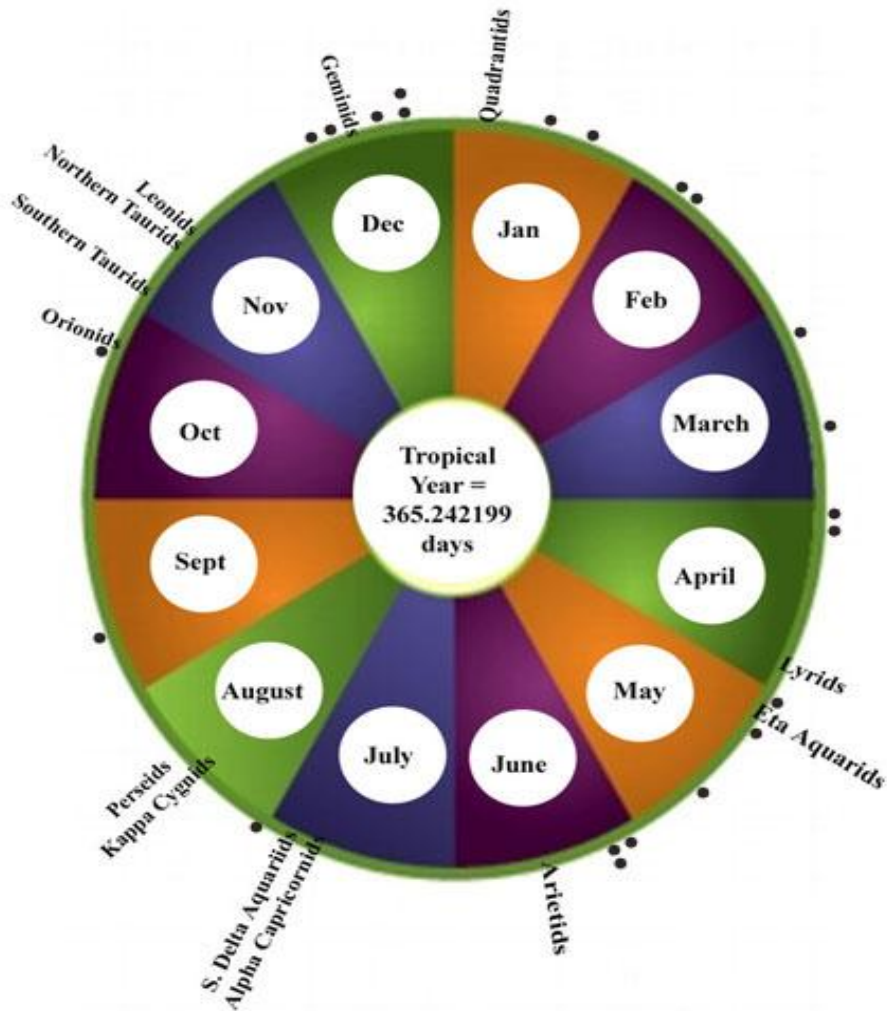 Quadrantids
Geminids
Leonids
Northern Taurids
Southern Taurids
Orionids
Dec
Jan
Nov
Feb
Oct
March
Tropical
Year =
365.242199
days
Sept
April
August
May
July
June
Lyrids
Eta Aquarids
Perseids
Kappa Cygnids
S. Delta Aquariids
Alpha Capricornids
Arietids